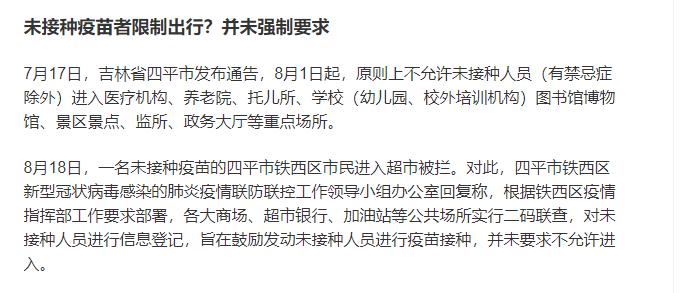 未接种疫苗者限制出行？并未强制要求
7月17日，吉林省四平市发布通告，8月1日起，原则上不允许未接种人员（有禁忌症
除外）进入医疗机构、养老院、托儿所、学校（幼儿园、校外培训机构）图书馆博物
馆、景区景点、监所、政务大厅等重点场所。
8月18日，一名未接种疫苗的四平市铁西区市民进入超市被拦。对此，四平市铁西区
新型冠状病毒感染的肺炎疫情联防联控工作领导小组办公室回复称，根据铁西区疫情
指挥部工作要求部署，各大商场、超市银行、加油站等公共场所实行二码联查，对未
接种人员进行信息登记，旨在鼓励发动未接种人员进行疫苗接种，并未要求不允许进
入。